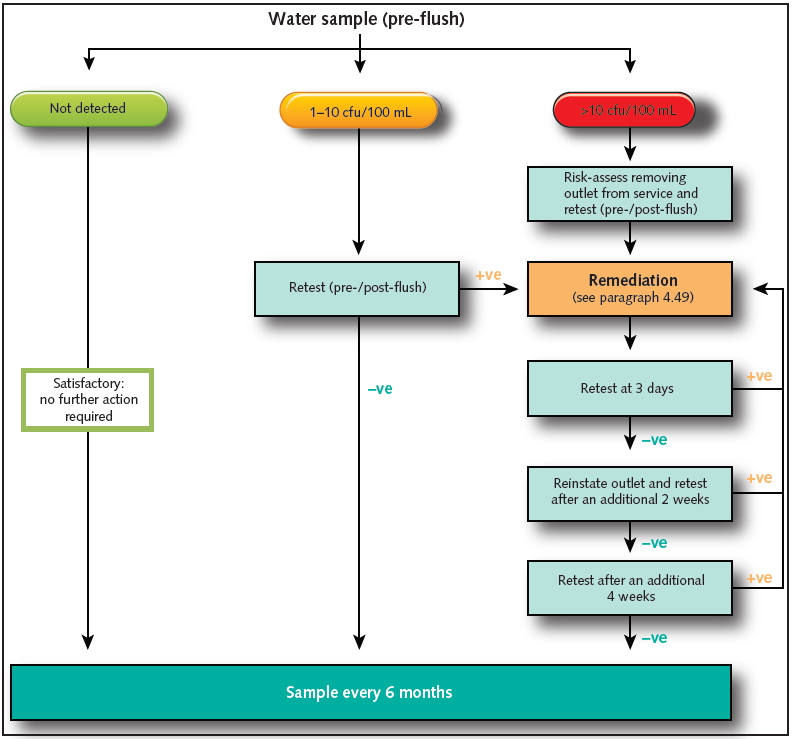 Water sample (pre-flush)
Not detected
1–10 cfu/100 mL
>10 cfu/100 mL
Risk-assess removing
outlet from service and
retest (pre-/post-flush)
Retest (pre-/post-flush)
+ve
Remediation
(see paragraph 4.49)
Satisfactory:
no further action
required
–ve
Retest at 3 days
+ve
–ve
Reinstate outlet and retest
after an additional 2 weeks
+ve
–ve
Retest after an additional
4 weeks
+ve
–ve
Sample every 6 months